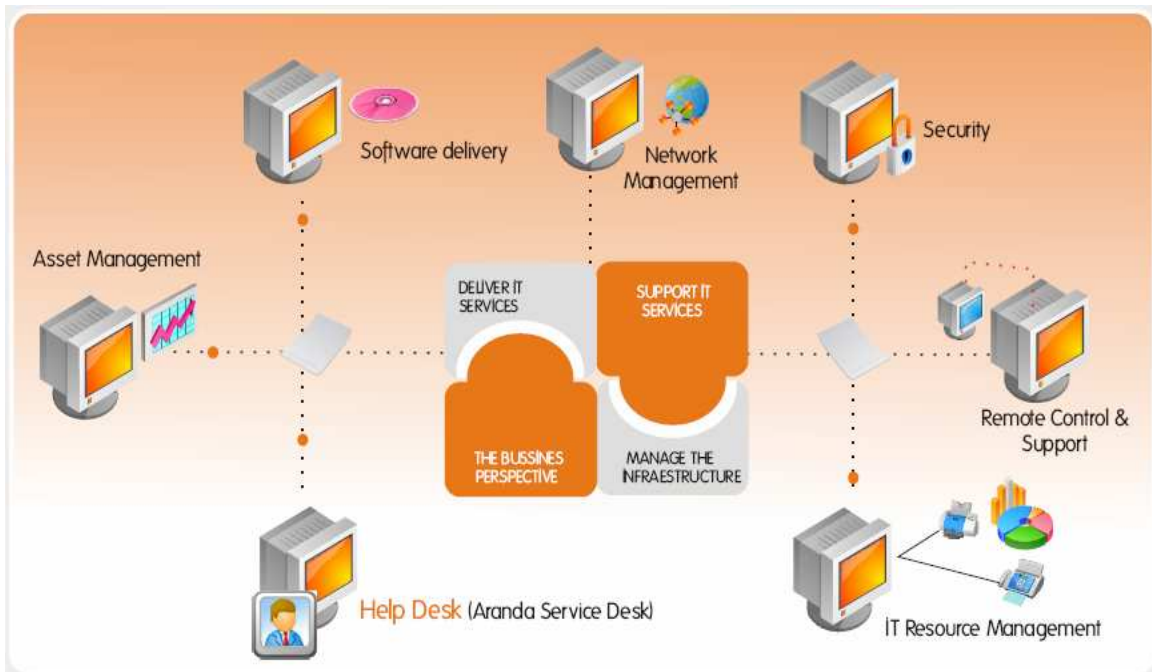 Software delivery
Network
Management
Security
Asset Management
DELIVER IT
SERVICES
SUPPORT IT
SERVICES
Remote Control &
Support
THE BUSSINES
PERSPECTIVE
MANAGE THE
INFRAESTRUCTURE
Help Desk (Aranda Service Desk)
IT Resource Management